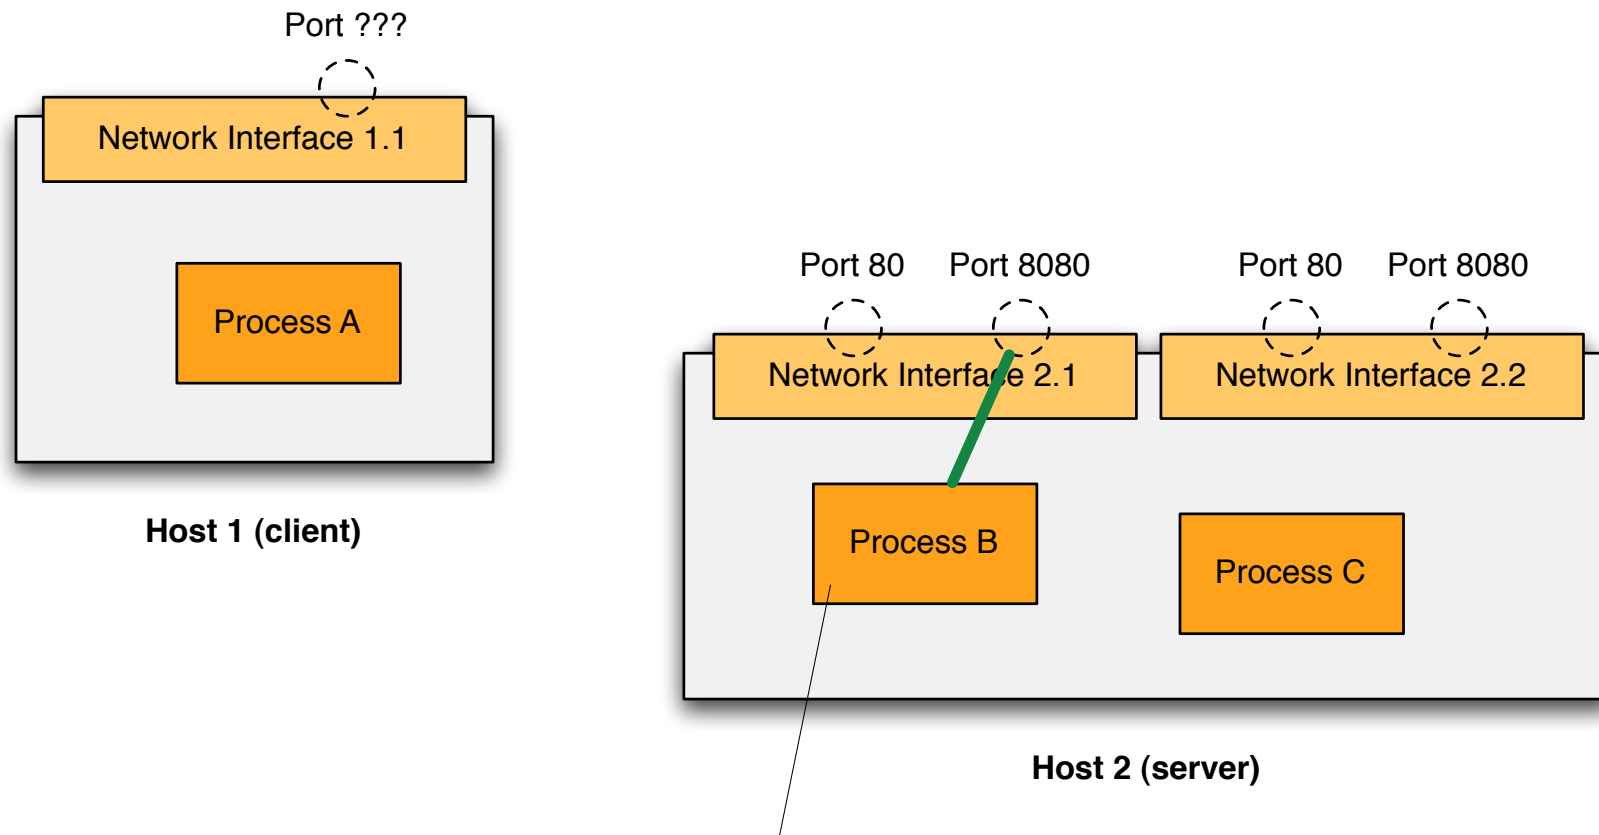 Port ???
Network Interface 1.1
Process A
Host 1 (client)
Port 80 Port 8080 Port 80 Port 8080
Network Interface 2.1 Network Interface 2.2
Process B
Process C
Host 2 (server)